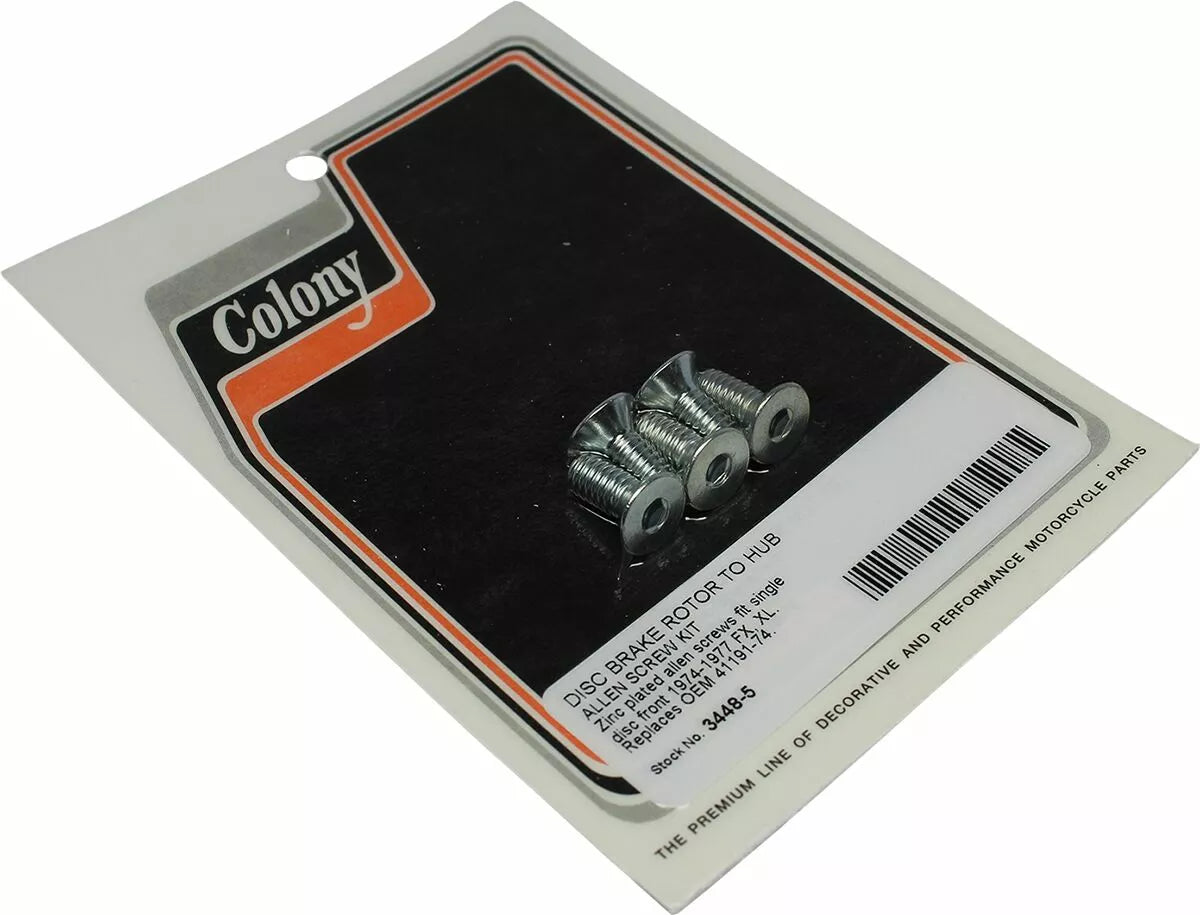 Colony
DISC BRAKE ROTOR TO HUB
ALLEN SCREW KIT
Zinc plated allen screws fit single
disc front 1974-1977 FX, XL.
Replaces OEM 41191-74.
Stock No. 3448-5
THE PREMIUM LINE OF DECORATIVE AND PERFORMANCE MOTORCYCLE PARTS